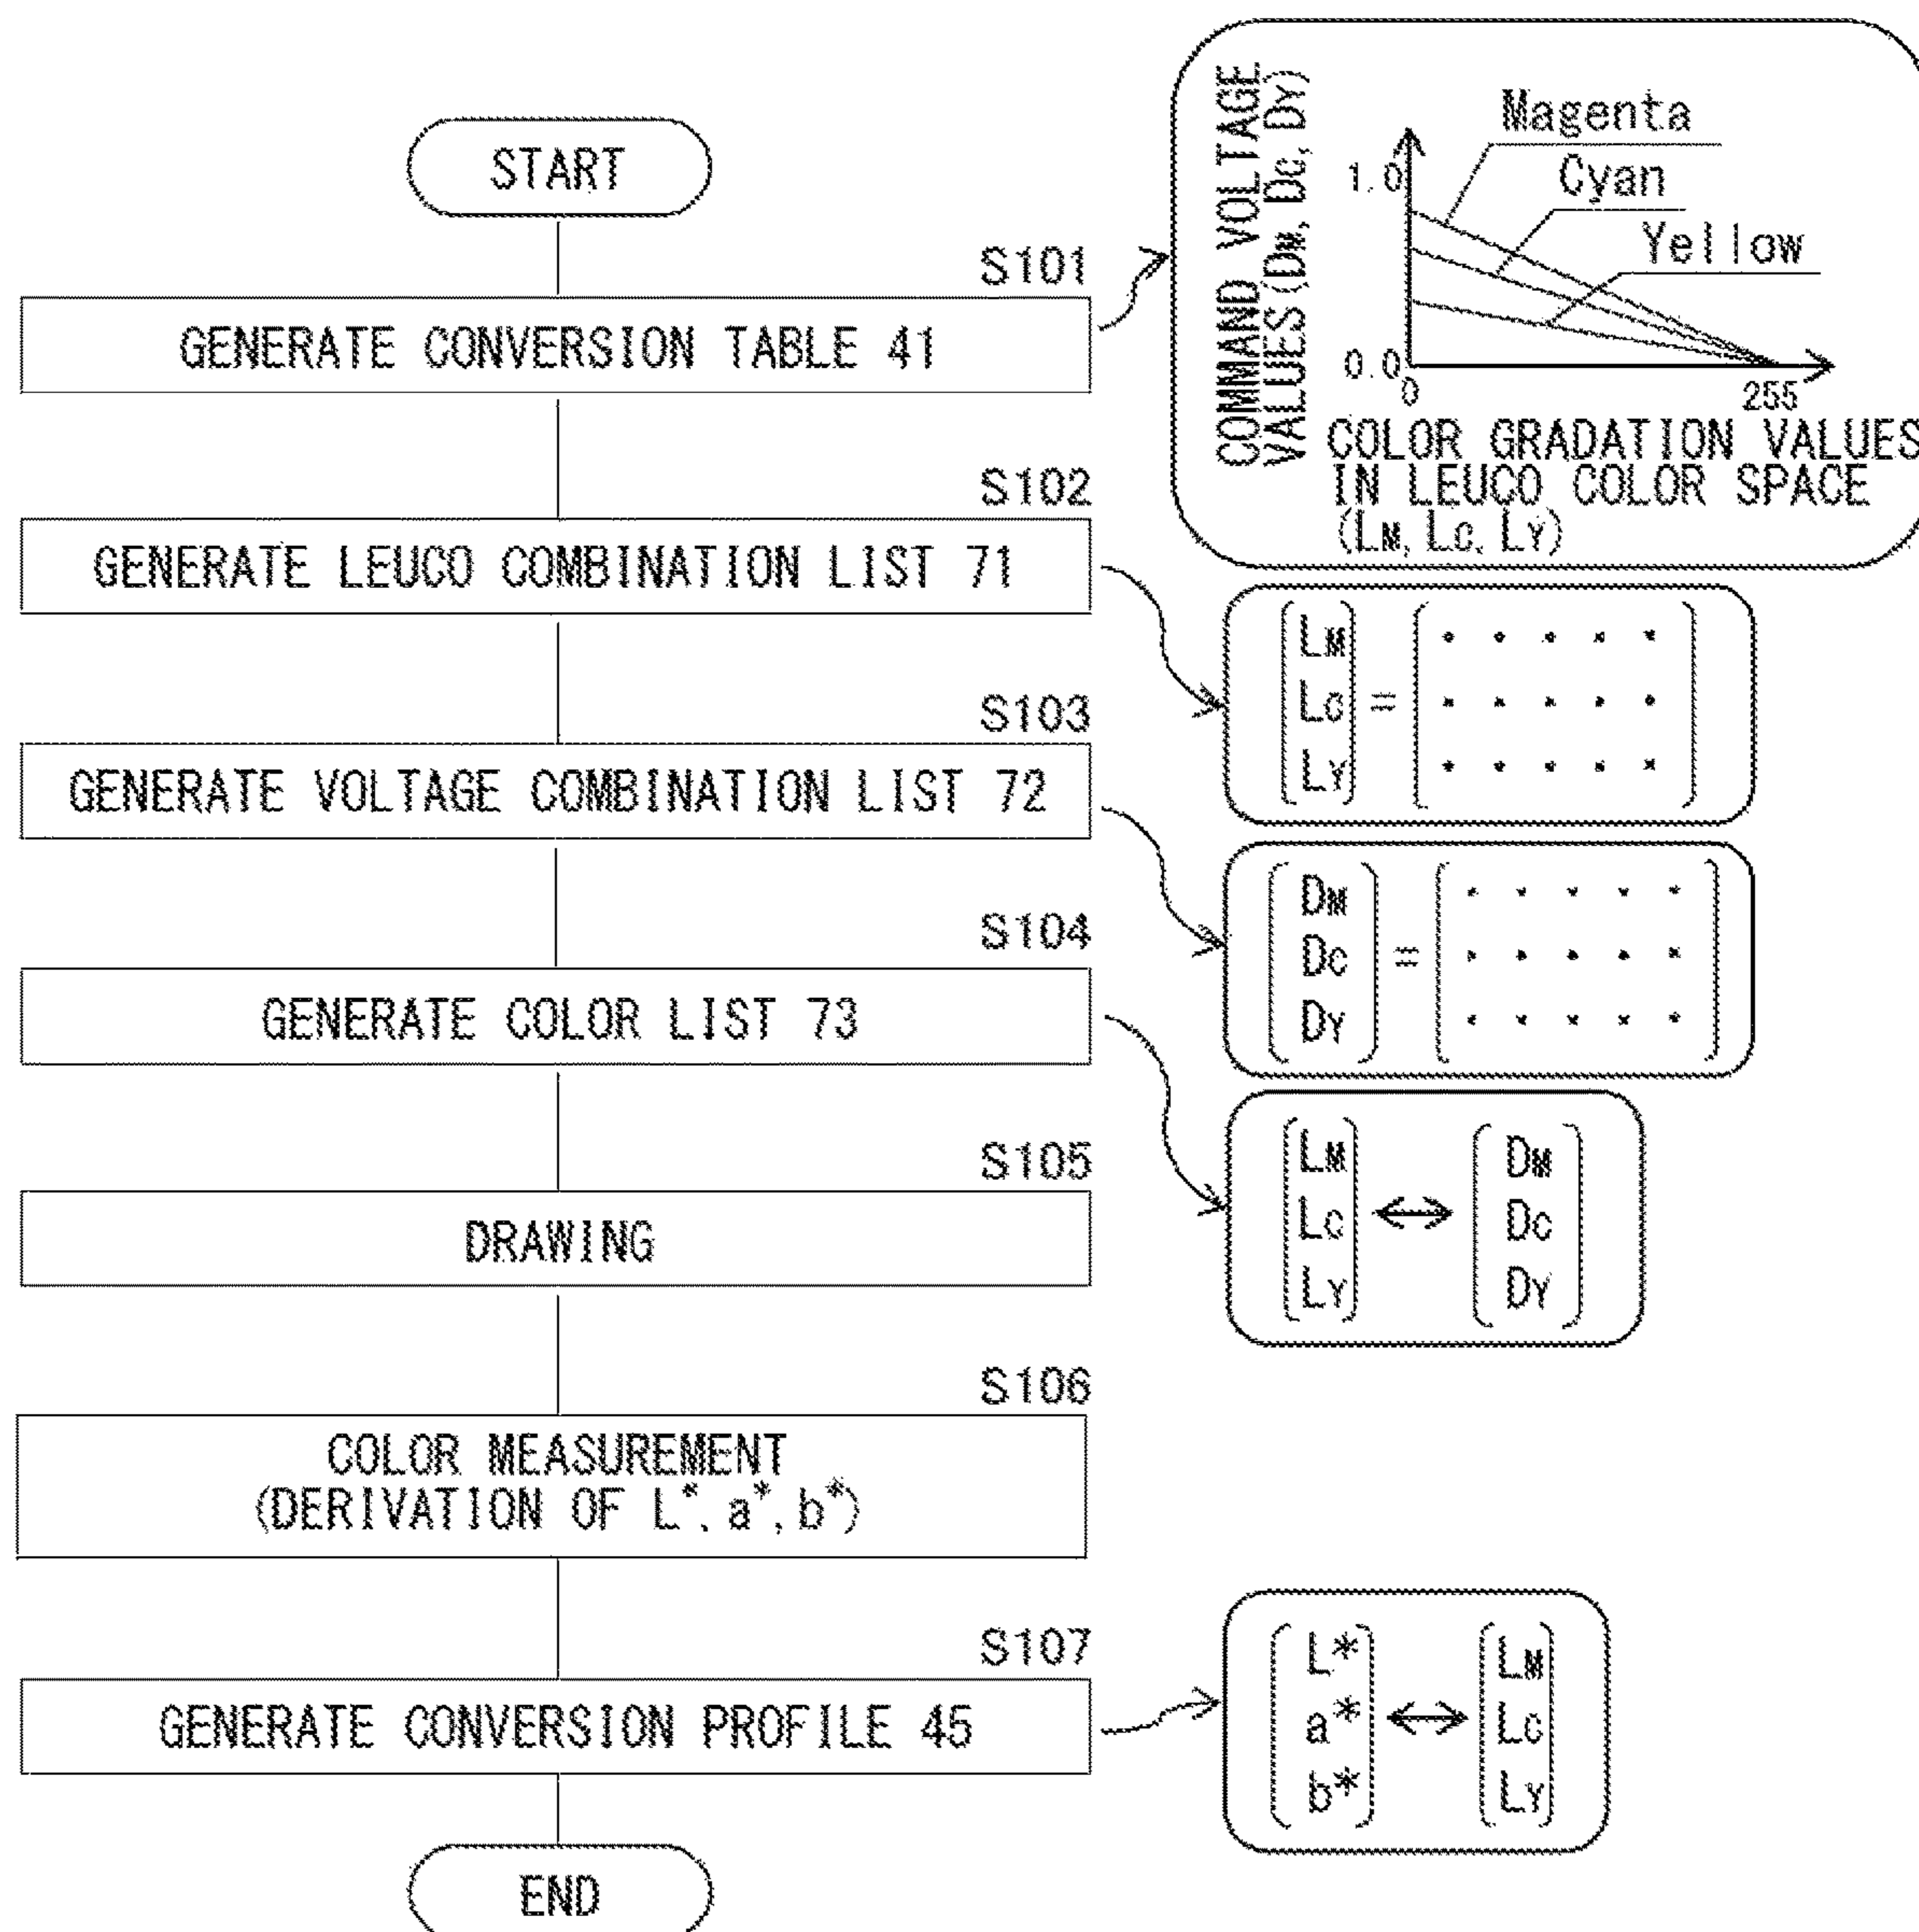 START
S101
GENERATE CONVERSION TABLE 41
COMMAND VOLTAGE
VALUES (DM, DC, DY)
Magenta
Cyan
Yellow
1.0
0.0
0
255
COLOR GRADATION VALUES
IN LEUCO COLOR SPACE
(LM, LC, LY)
S102
GENERATE LEUCO COMBINATION LIST 71
LM
LC =
LY
S103
GENERATE VOLTAGE COMBINATION LIST 72
DM
DC =
DY
S104
GENERATE COLOR LIST 73
LM DM
LC ↔ DC
LY DY
S105
DRAWING
S106
COLOR MEASUREMENT
(DERIVATION OF L*, a*, b*)
S107
GENERATE CONVERSION PROFILE 45
L* LM
a* ↔ LC
b* LY
END